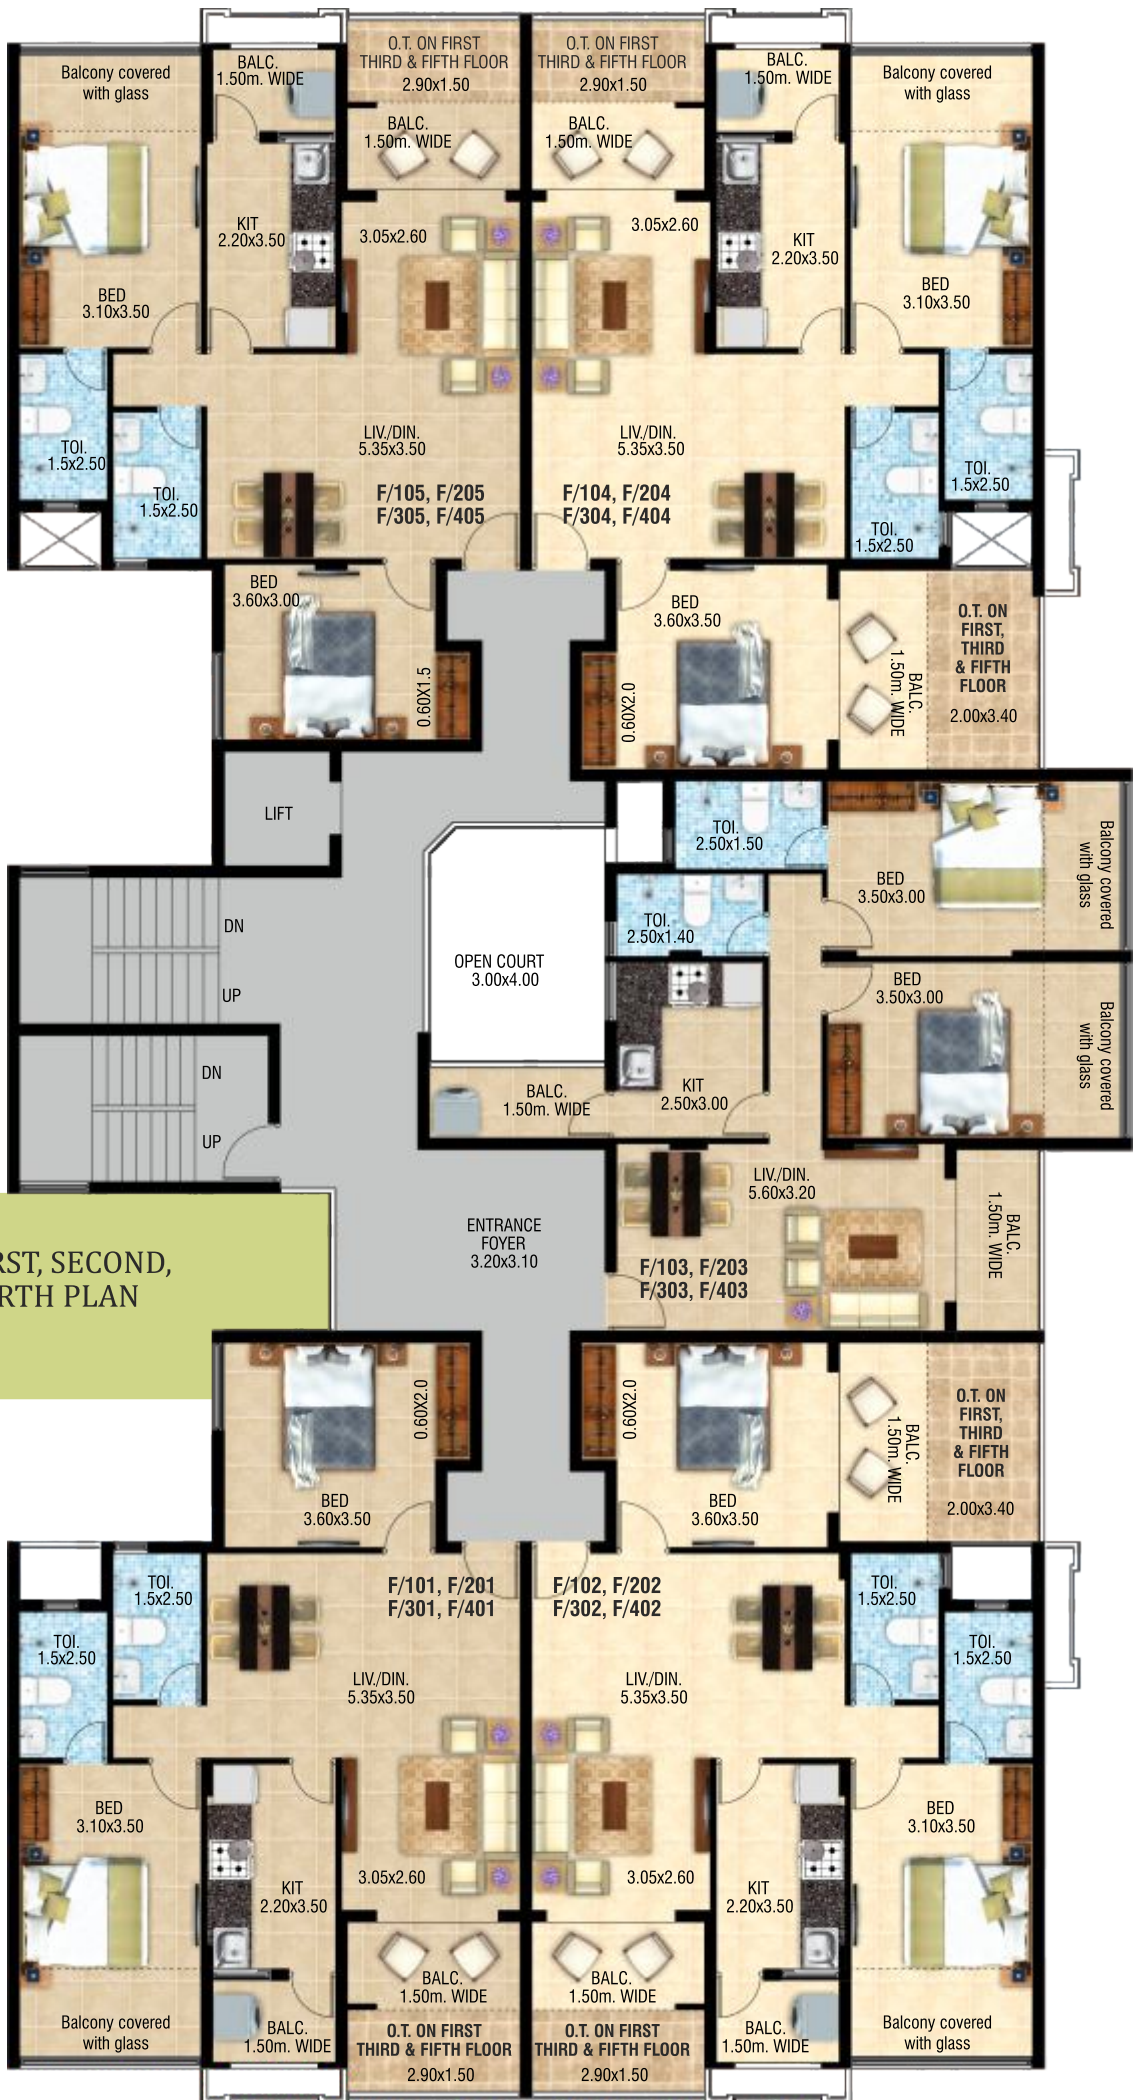 O.T. ON FIRST
THIRD & FIFTH FLOOR
2.90x1.50
O.T. ON FIRST
THIRD & FIFTH FLOOR
2.90x1.50
Balcony covered
with glass
BALC.
1.50m. WIDE
BALC.
1.50m. WIDE
Balcony covered
with glass
BALC.
1.50m. WIDE
BALC.
1.50m. WIDE
KIT
2.20x3.50
3.05x2.60
3.05x2.60
KIT
2.20x3.50
BED
3.10x3.50
BED
3.10x3.50
TOI.
1.5x2.50
TOI.
1.5x2.50
LIV./DIN.
5.35x3.50
LIV./DIN.
5.35x3.50
TOI.
1.5x2.50
TOI.
1.5x2.50
F/105, F/205
F/305, F/405
F/104, F/204
F/304, F/404
BED
3.60x3.00
0.60X1.5
BED
3.60x3.50
0.60X2.0
BALC.
1.50m. WIDE
O.T. ON
FIRST,
THIRD
& FIFTH
FLOOR
2.00x3.40
LIFT
TOI.
2.50x1.50
BED
3.50x3.00
Balcony covered
with glass
DN
UP
TOI.
2.50x1.40
OPEN COURT
3.00x4.00
BED
3.50x3.00
Balcony covered
with glass
DN
UP
BALC.
1.50m. WIDE
KIT
2.50x3.00
LIV./DIN.
5.60x3.20
BALC.
1.50m. WIDE
ENTRANCE
FOYER
3.20x3.10
F/103, F/203
F/303, F/403
RST, SECOND,
RTH PLAN
0.60X2.0
BED
3.60x3.50
0.60X2.0
BED
3.60x3.50
BALC.
1.50m. WIDE
O.T. ON
FIRST,
THIRD
& FIFTH
FLOOR
2.00x3.40
F/101, F/201
F/301, F/401
F/102, F/202
F/302, F/402
TOI.
1.5x2.50
TOI.
1.5x2.50
TOI.
1.5x2.50
TOI.
1.5x2.50
LIV./DIN.
5.35x3.50
LIV./DIN.
5.35x3.50
BED
3.10x3.50
BED
3.10x3.50
KIT
2.20x3.50
3.05x2.60
3.05x2.60
KIT
2.20x3.50
BALC.
1.50m. WIDE
BALC.
1.50m. WIDE
Balcony covered
with glass
BALC.
1.50m. WIDE
O.T. ON FIRST
THIRD & FIFTH FLOOR
2.90x1.50
O.T. ON FIRST
THIRD & FIFTH FLOOR
2.90x1.50
BALC.
1.50m. WIDE
Balcony covered
with glass